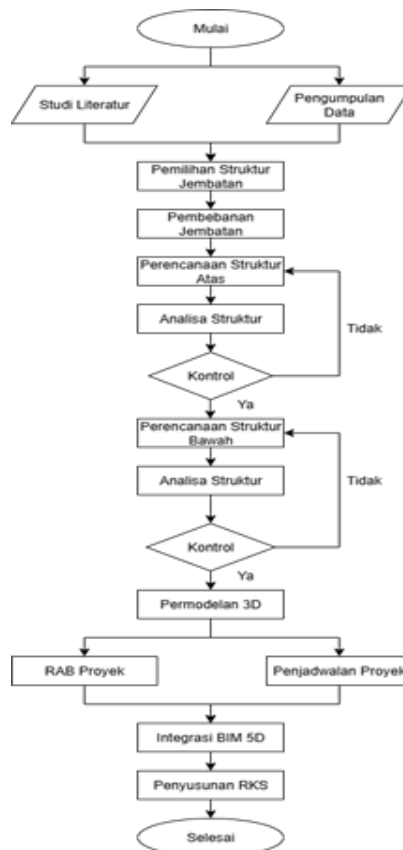 Mulai
Studi Literatur
Pengumpulan
Data
Pemilihan Struktur
Jembatan
Pembebanan
Jembatan
Perencanaan Struktur
Atas
Analisa Struktur
Tidak
Kontrol
Ya
Perencanaan Struktur
Bawah
Analisa Struktur
Tidak
Kontrol
Ya
Permodelan 3D
RAB Proyek
Penjadwalan Proyek
Integrasi BIM 5D
Penyusunan RKS
Selesai